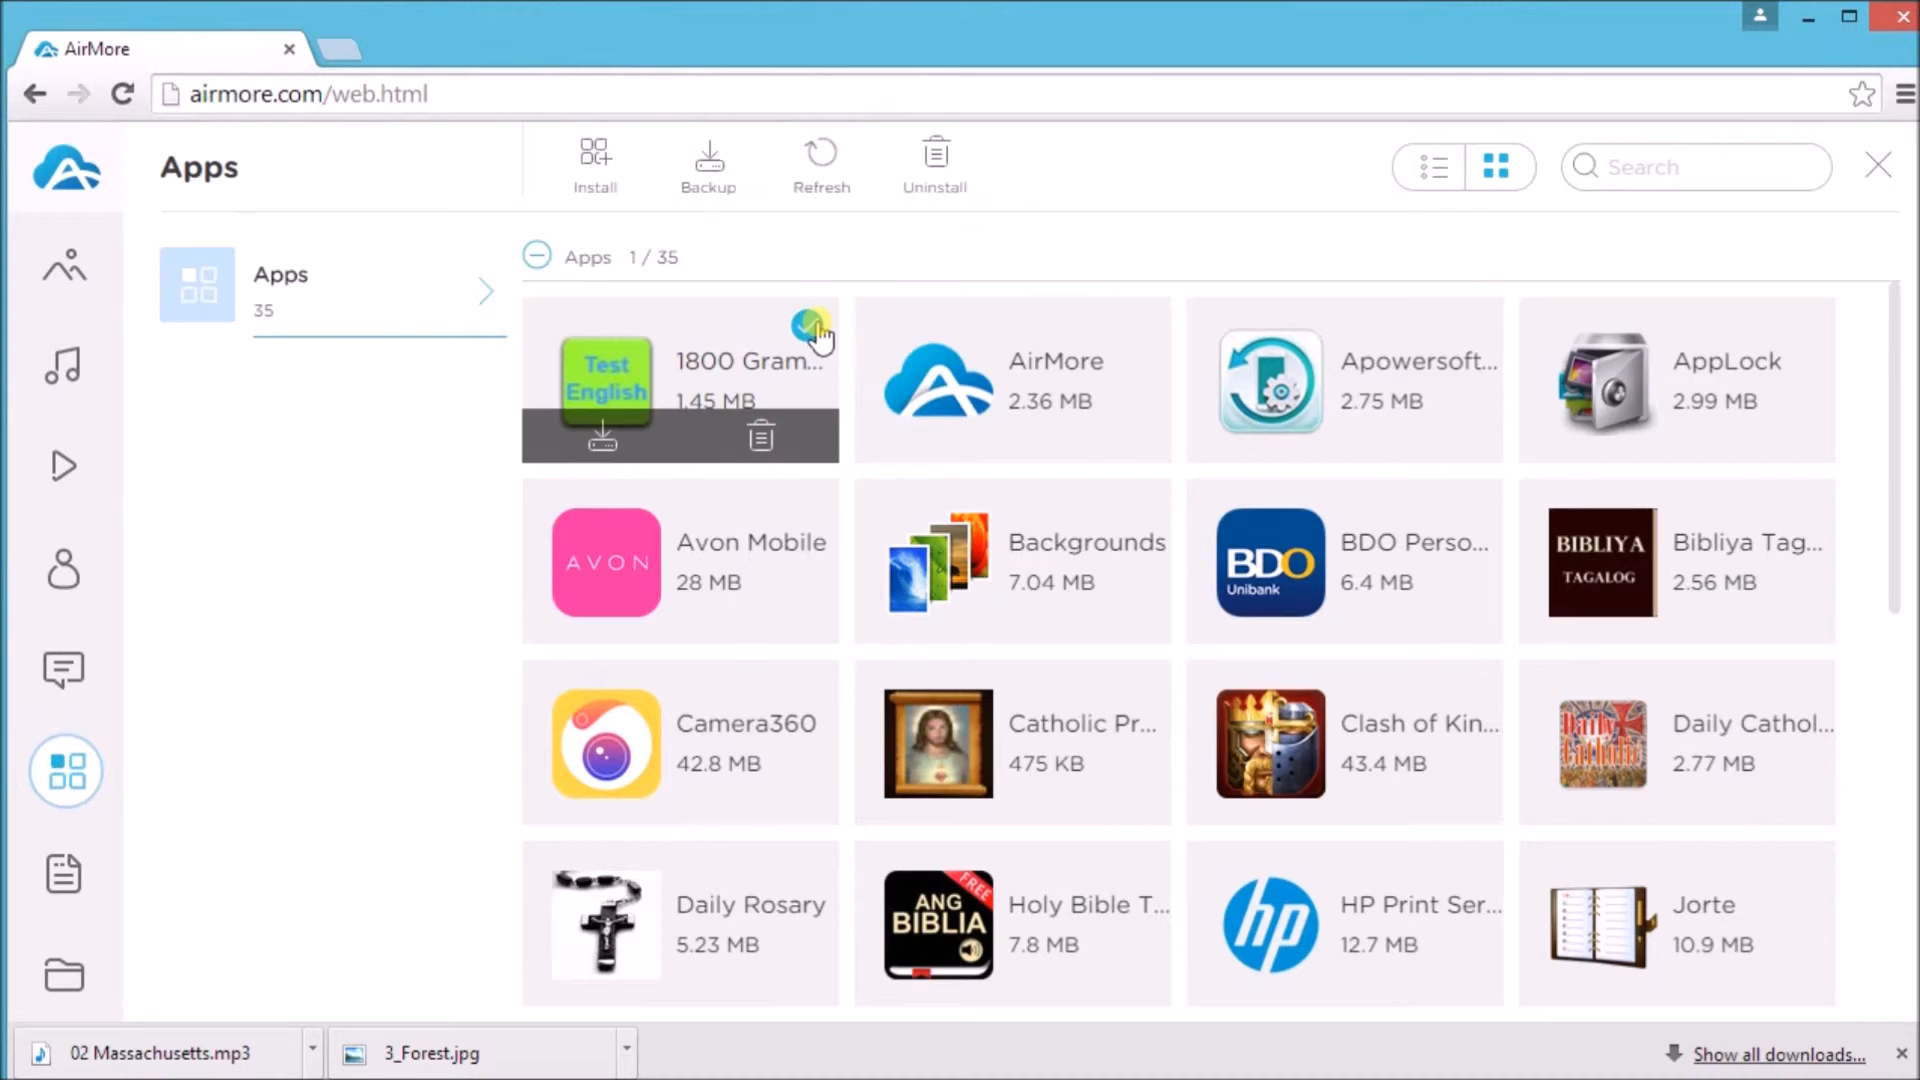 AirMore
airmore.com/web.html
Apps
Install
Backup
Refresh
Uninstall
Search
Apps
35
Apps 1 / 35
Test
English
1800 Gram...
1.45 MB
AirMore
2.36 MB
Apowersoft...
2.75 MB
AppLock
2.99 MB
AVON
Avon Mobile
28 MB
Backgrounds
7.04 MB
BDO
Unibank
BDO Perso...
6.4 MB
BIBLIYA
TAGALOG
Bibliya Tag...
2.56 MB
Camera360
42.8 MB
Catholic Pr...
475 KB
Clash of Kin...
43.4 MB
Daily
Catholic
Daily Cathol...
2.77 MB
Daily Rosary
5.23 MB
FREE
ANG
BIBLIA
Holy Bible T...
7.8 MB
hp
HP Print Ser...
12.7 MB
Jorte
10.9 MB
02 Massachusetts.mp3
3_Forest.jpg
Show all downloads...